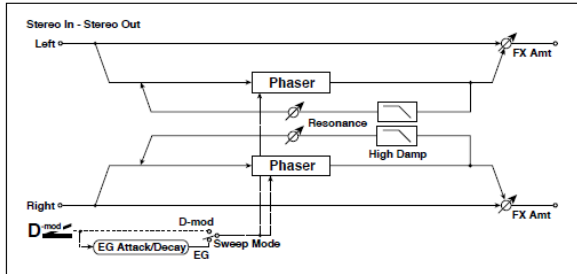 Stereo In - Stereo Out
Left
FX Amt
Phaser
Resonance
High Damp
Phaser
Right
FX Amt
D-mod
D-mod
Sweep Mode
EG Attack/Decay
EG